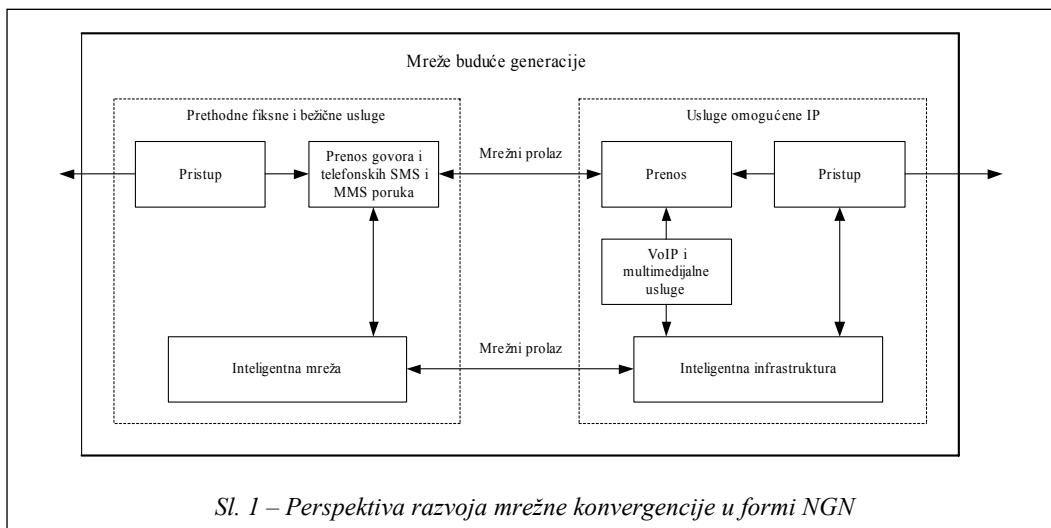 Mreže buduće generacije
Prethodne fiksne i bežične usluge
Usluge omogućene IP
Pristup
Prenos govora i
telefonskih SMS i
MMS poruka
Mrežni prolaz
Prenos
Pristup
VoIP i
multimedijalne
usluge
Inteligentna mreža
Mrežni prolaz
Inteligentna infrastruktura
Sl. 1 – Perspektiva razvoja mrežne konvergencije u formi NGN